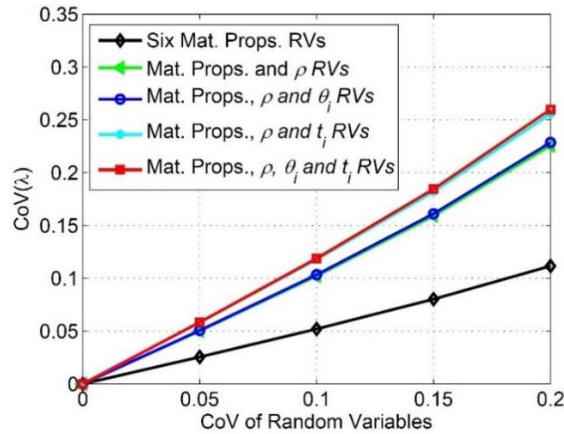 0.35
0.3
0.25
0.2
0.15
0.1
0.05
0
CoV(λ)
Six Mat. Props. RVs
Mat. Props. and ρ RVs
Mat. Props., ρ and θi RVs
Mat. Props., ρ and ti RVs
Mat. Props., ρ, θi and ti RVs
0 0.05 0.1 0.15 0.2
CoV of Random Variables